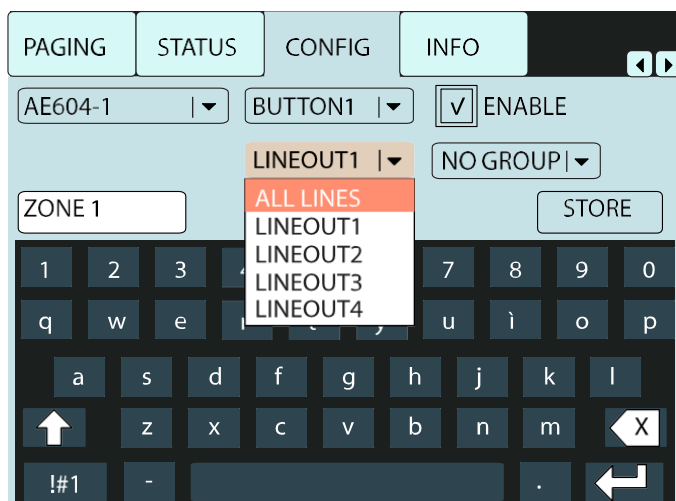 PAGING STATUS CONFIG INFO
AE604-1 BUTTON1 √ ENABLE
LINEOUT1 NO GROUP
ALL LINES
ZONE 1 STORE
LINEOUT1
LINEOUT2
LINEOUT3
LINEOUT4
1 2 3 7 8 9 0
q w e u ì o p
a s d f g h j k l
z x c v b n m X
!#1 - .